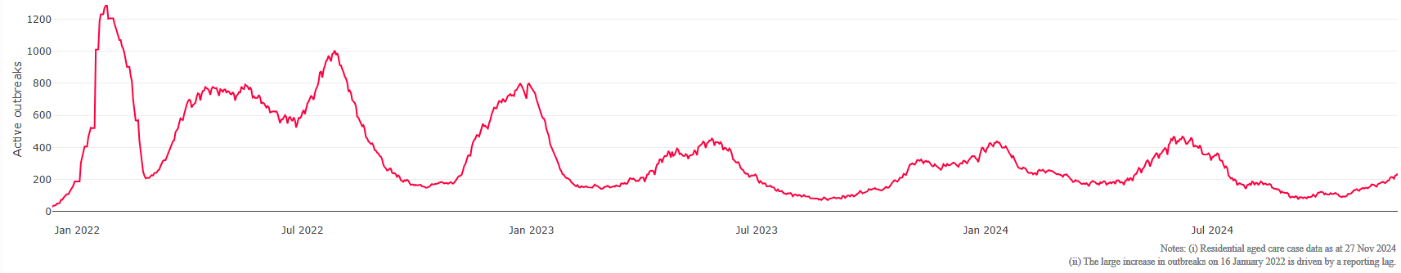 1200
1000
800
600
400
200
0
Active outbreaks
Jan 2022 Jul 2022 Jan 2023 Jul 2023 Jan 2024 Jul 2024
Notes: (i) Residential aged care case data as at 27 Nov 2024
(ii) The large increase in outbreaks on 16 January 2022 is driven by a reporting lag.